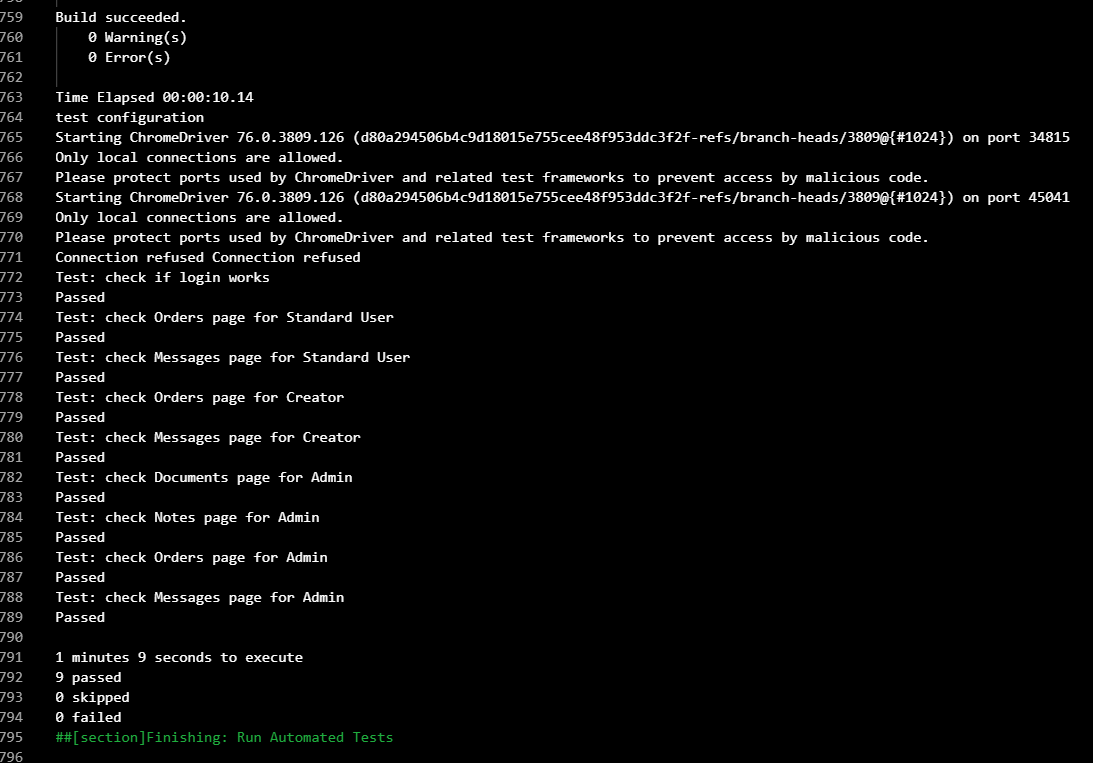 759 Build succeeded.
760 0 Warning(s)
761 0 Error(s)
762
763 Time Elapsed 00:00:10.14
764 test configuration
765 Starting ChromeDriver 76.0.3809.126 (d80a294506b4c9d18015e755cee48f953ddc3f2f-refs/branch-heads/3809@{#1024}) on port 34815
766 Only local connections are allowed.
767 Please protect ports used by ChromeDriver and related test frameworks to prevent access by malicious code.
768 Starting ChromeDriver 76.0.3809.126 (d80a294506b4c9d18015e755cee48f953ddc3f2f-refs/branch-heads/3809@{#1024}) on port 45041
769 Only local connections are allowed.
770 Please protect ports used by ChromeDriver and related test frameworks to prevent access by malicious code.
771 Connection refused Connection refused
772 Test: check if login works
773 Passed
774 Test: check Orders page for Standard User
775 Passed
776 Test: check Messages page for Standard User
777 Passed
778 Test: check Orders page for Creator
779 Passed
780 Test: check Messages page for Creator
781 Passed
782 Test: check Documents page for Admin
783 Passed
784 Test: check Notes page for Admin
785 Passed
786 Test: check Orders page for Admin
787 Passed
788 Test: check Messages page for Admin
789 Passed
790
791 1 minutes 9 seconds to execute
792 9 passed
793 0 skipped
794 0 failed
795 ##[section]Finishing: Run Automated Tests
796